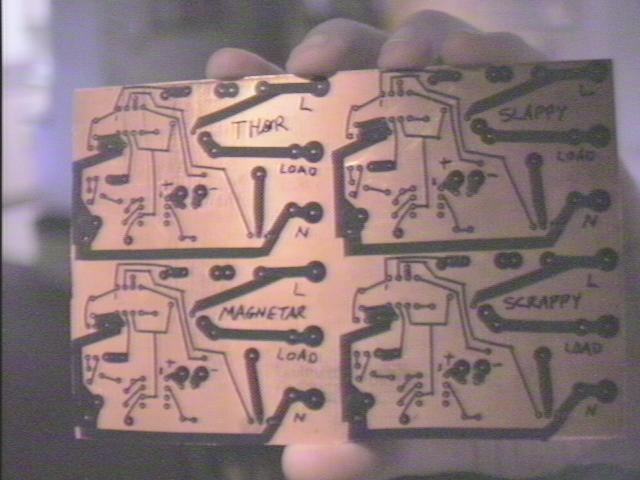 L
THOR
LOAD
+ -
N
L
SLAPPY
LOAD
+ -
N
L
MAGNETAR
LOAD
+ -
N
L
SCRAPPY
LOAD
+ -
N